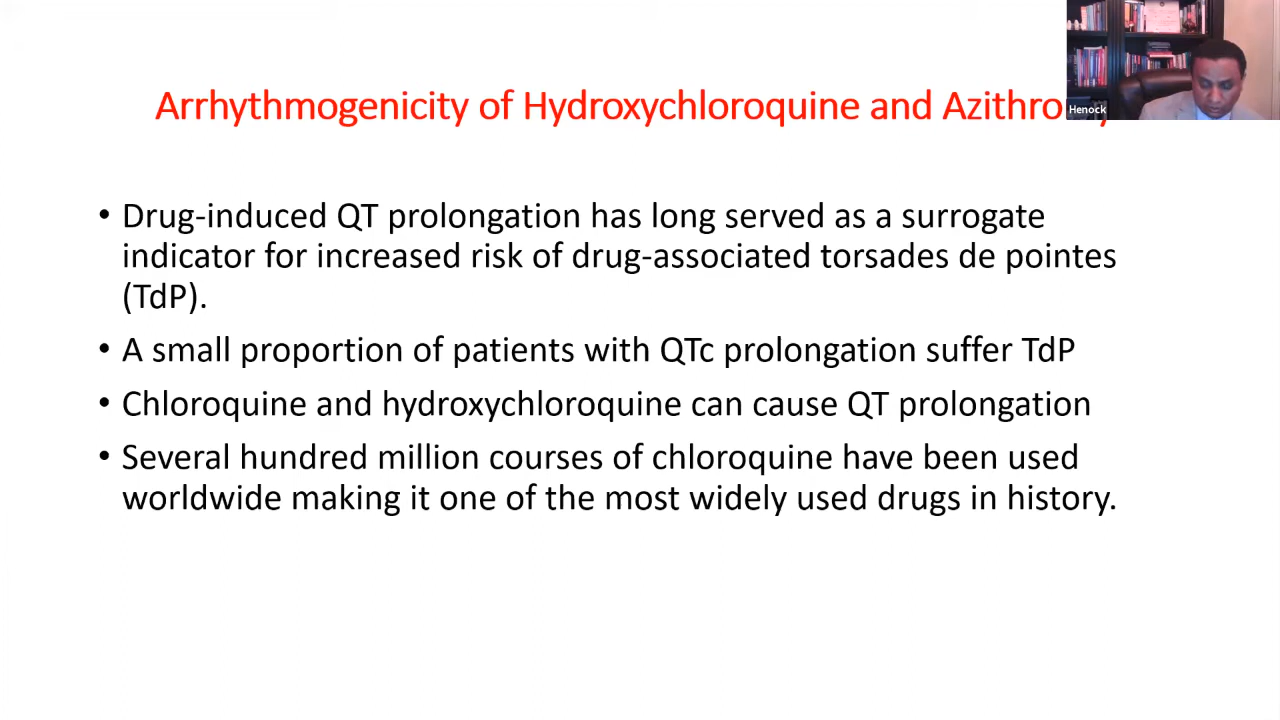 Arrhythmogenicity of Hydroxychloroquine and
Henock
• Drug-induced QT prolongation has long served as a surrogate
indicator for increased risk of drug-associated torsades de pointes
(TdP).
• A small proportion of patients with QTc prolongation suffer TdP
• Chloroquine and hydroxychloroquine can cause QT prolongation
• Several hundred million courses of chloroquine have been used
worldwide making it one of the most widely used drugs in history.